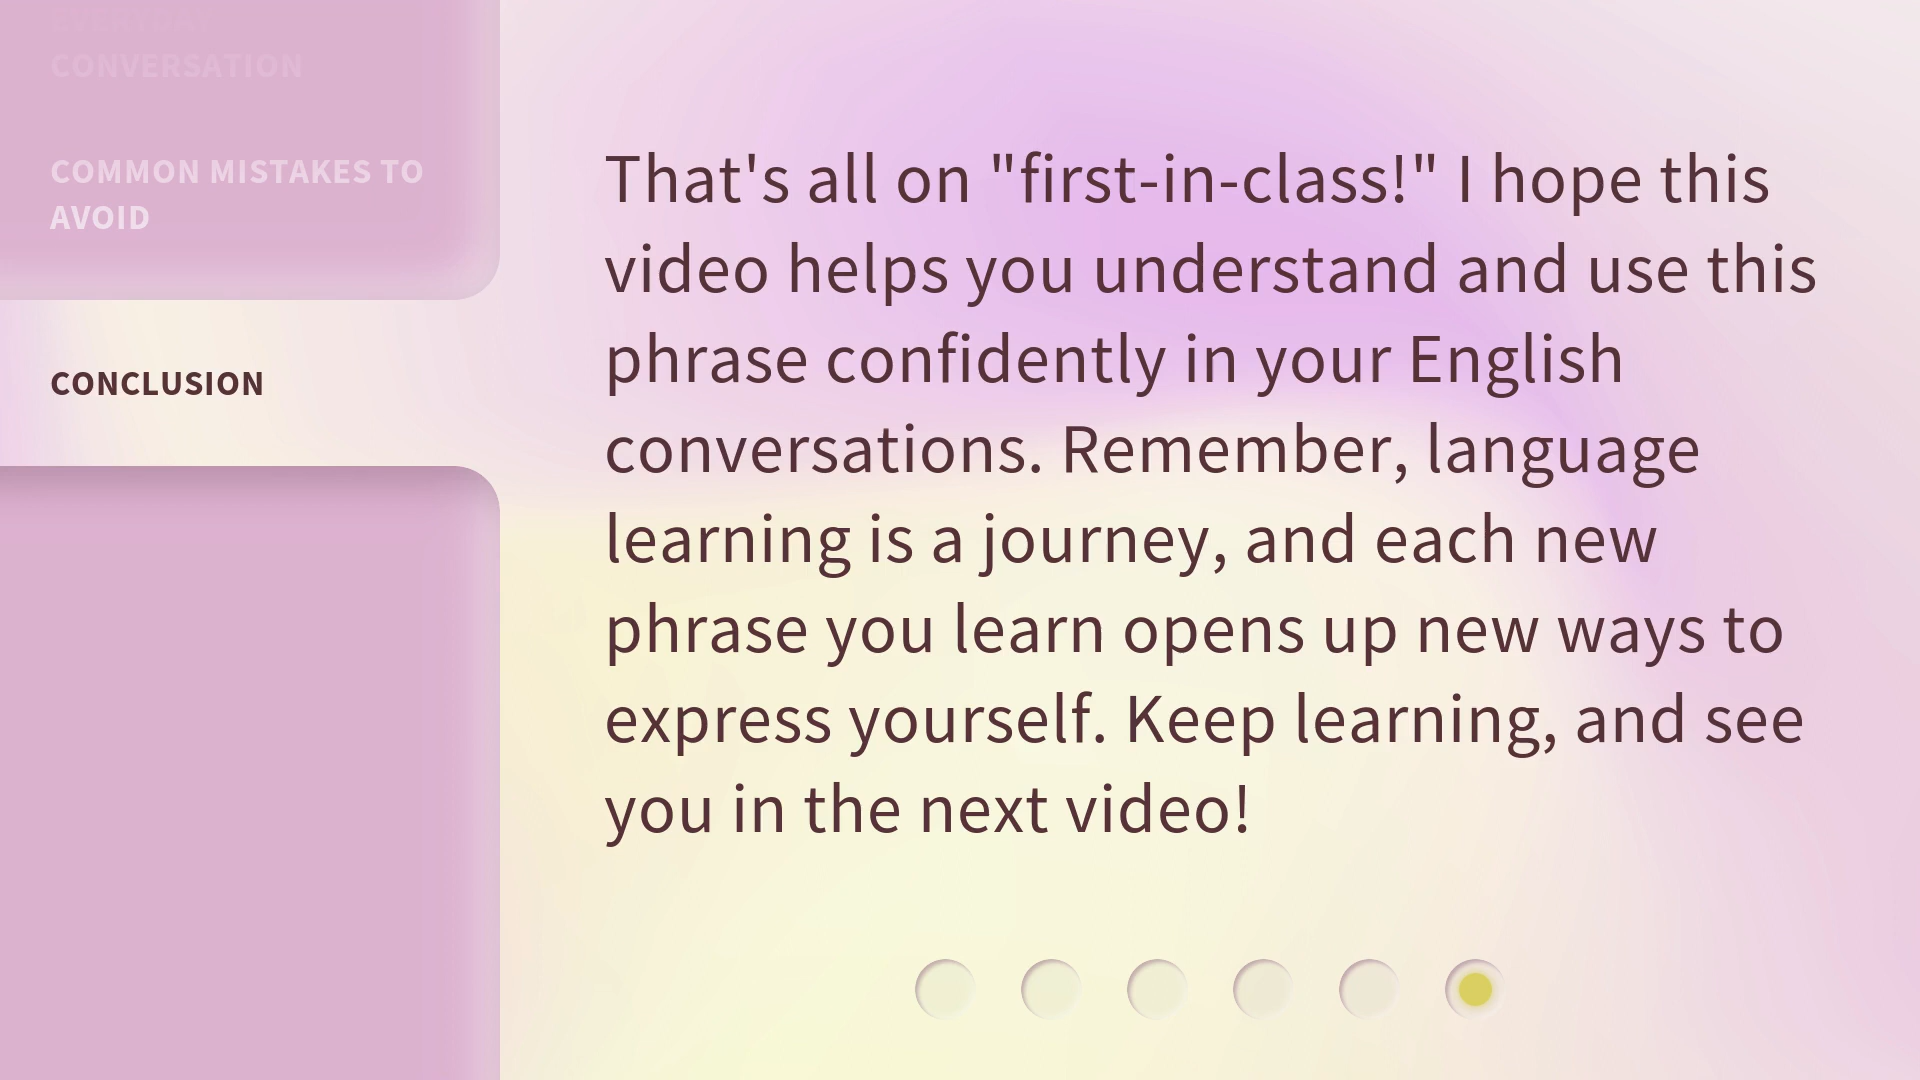 EVERYDAY
CONVERSATION
COMMON MISTAKES TO
AVOID
CONCLUSION
That's all on "first-in-class!" I hope this
video helps you understand and use this
phrase confidently in your English
conversations. Remember, language
learning is a journey, and each new
phrase you learn opens up new ways to
express yourself. Keep learning, and see
you in the next video!